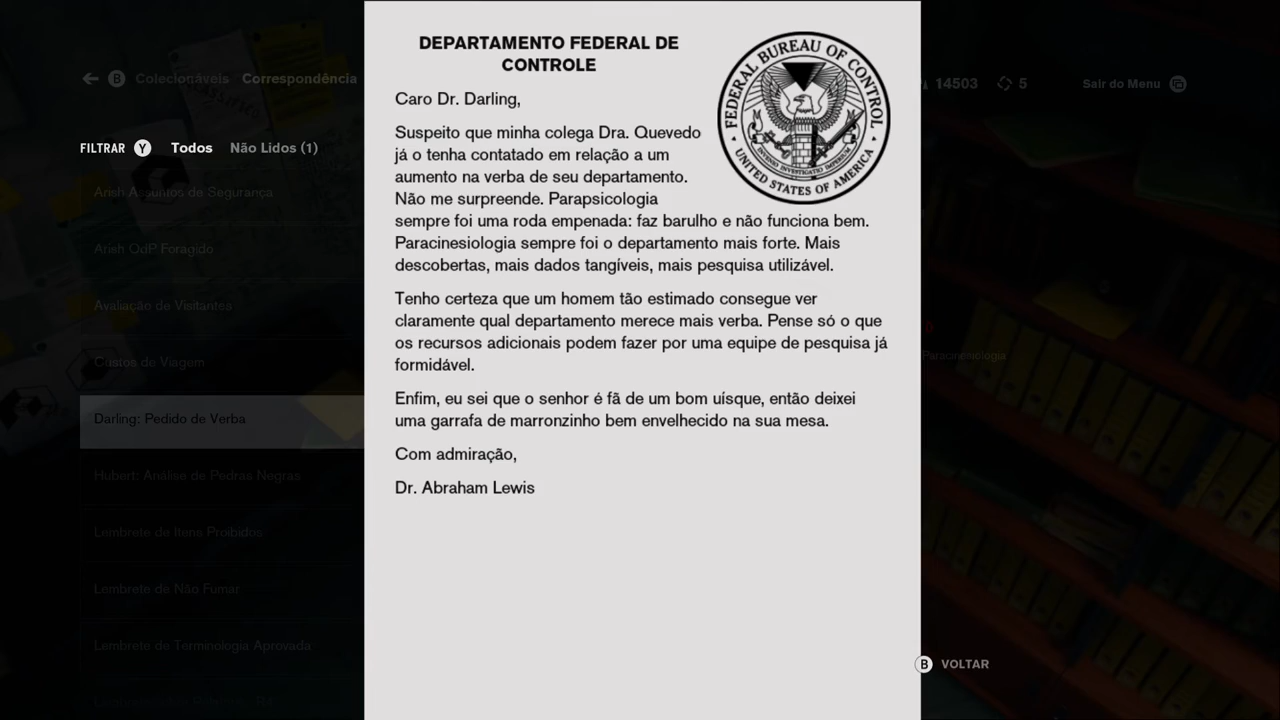 DEPARTAMENTO FEDERAL DE
CONTROLE
FEDERAL BUREAU OF CONTROL
UNITED STATES OF AMERICA
Caro Dr. Darling,
Suspeito que minha colega Dra. Quevedo
já o tenha contatado em relação a um
aumento na verba de seu departamento.
Não me surpreende. Parapsicologia
sempre foi uma roda empenada: faz barulho e não funciona bem.
Paracinesiologia sempre foi o departamento mais forte. Mais
descobertas, mais dados tangíveis, mais pesquisa utilizável.
Tenho certeza que um homem tão estimado consegue ver
claramente qual departamento merece mais verba. Pense só o que
os recursos adicionais podem fazer por uma equipe de pesquisa já
formidável.
Enfim, eu sei que o senhor é fã de um bom uísque, então deixei
uma garrafa de marronzinho bem envelhecido na sua mesa.
Com admiração,
Dr. Abraham Lewis
B Colecionáveis Correspondência
14503 5
Sair do Menu
FILTRAR Y Todos Não Lidos (1)
Arish Assuntos de Segurança
Arish OdP Foragido
Avaliação de Visitantes
Custos de Viagem
Darling: Pedido de Verba
Hubert: Análise de Pedras Negras
Lembrete de Itens Proibidos
Lembrete de Não Fumar
Lembrete de Terminologia Aprovada
Paracinesiologia
B VOLTAR